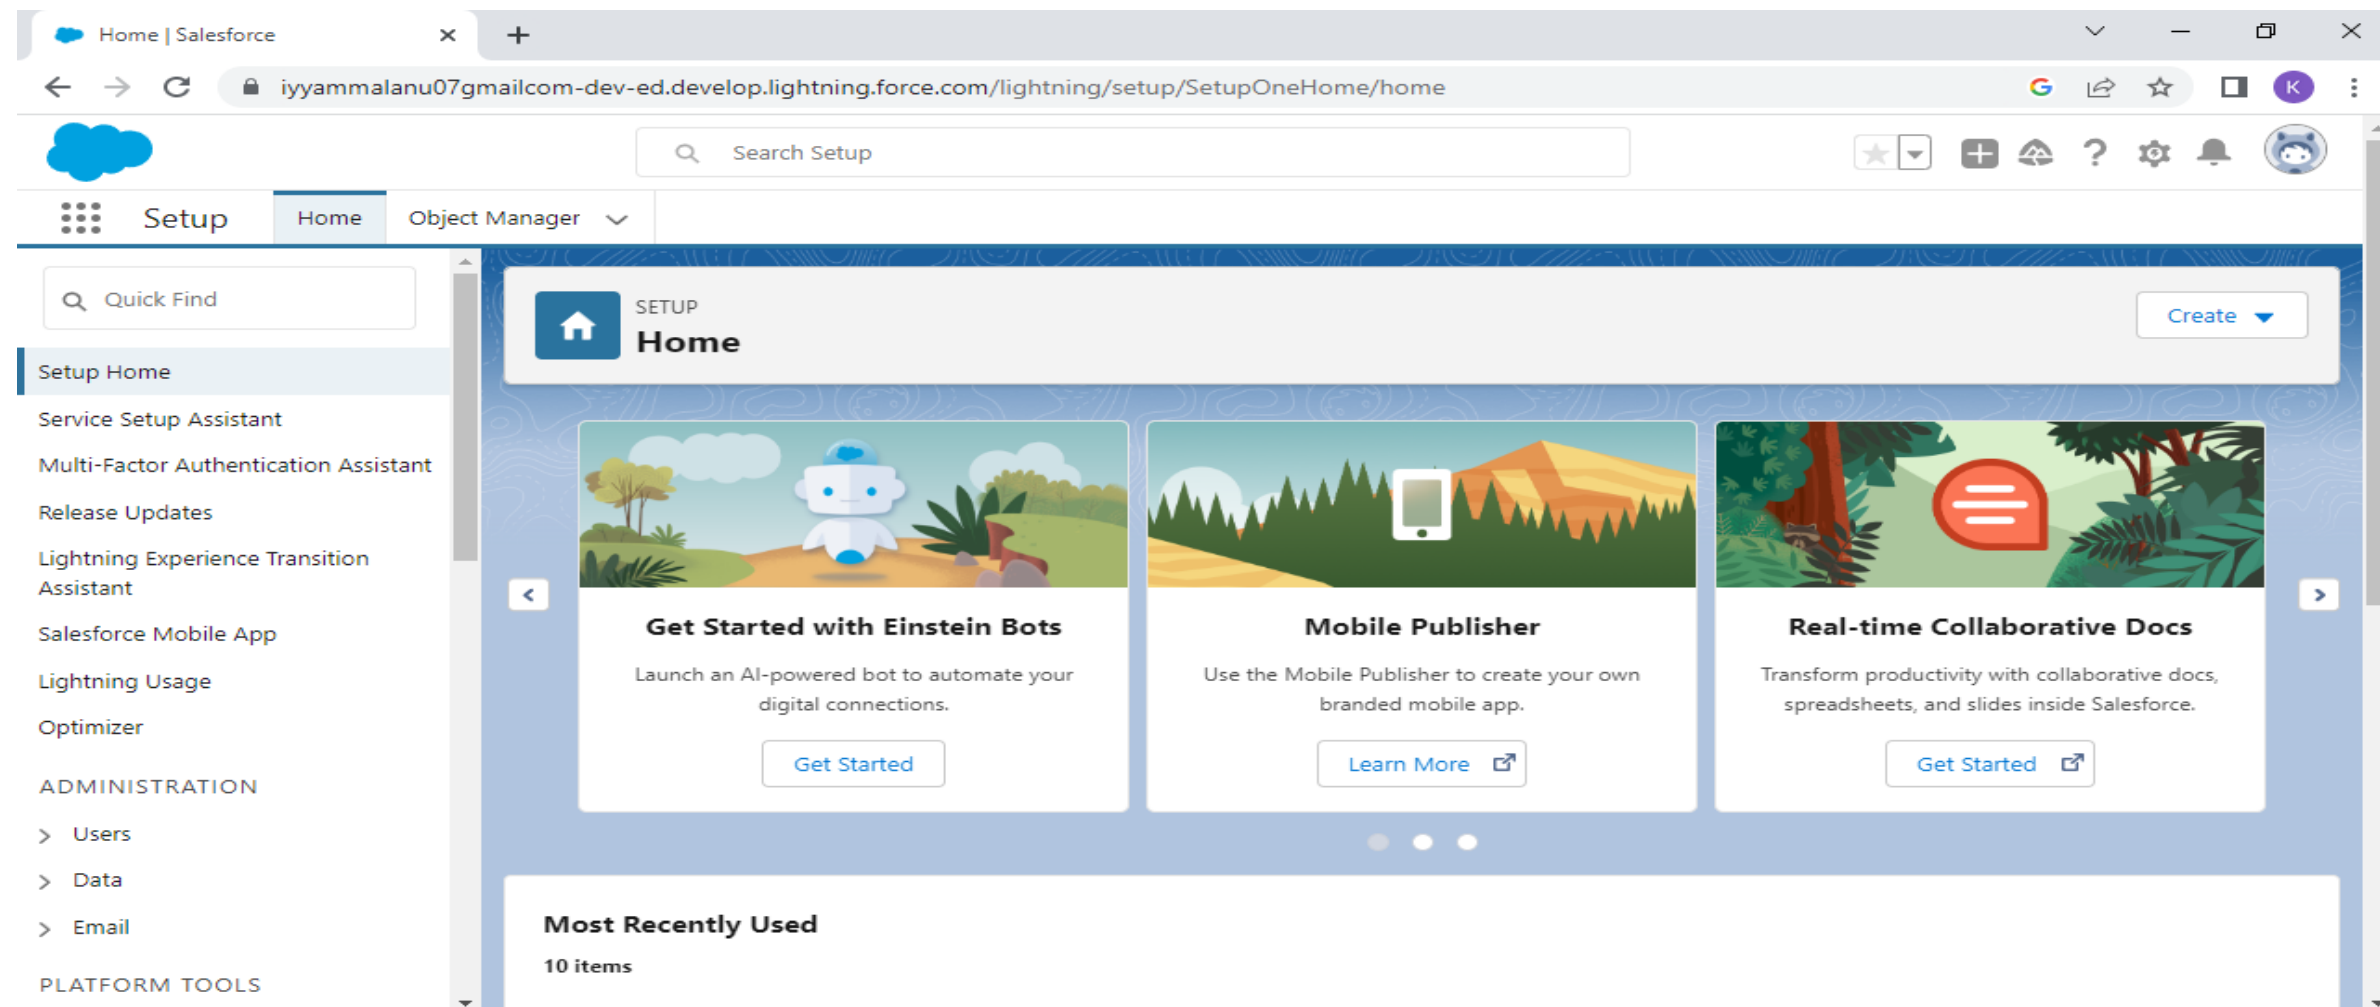 Home | Salesforce
iyyammalanu07gmailcom-dev-ed.develop.lightning.force.com/lightning/setup/SetupOneHome/home
K
Search Setup
Setup
Home
Object Manager
Quick Find
Setup Home
Service Setup Assistant
Multi-Factor Authentication Assistant
Release Updates
Lightning Experience Transition
Assistant
Salesforce Mobile App
Lightning Usage
Optimizer
ADMINISTRATION
Users
Data
Email
PLATFORM TOOLS
SETUP
Home
Create
Get Started with Einstein Bots
Launch an AI-powered bot to automate your
digital connections.
Get Started
Mobile Publisher
Use the Mobile Publisher to create your own
branded mobile app.
Learn More
Real-time Collaborative Docs
Transform productivity with collaborative docs,
spreadsheets, and slides inside Salesforce.
Get Started
Most Recently Used
10 items